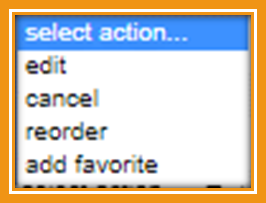 select action...
edit
cancel
reorder
add favorite